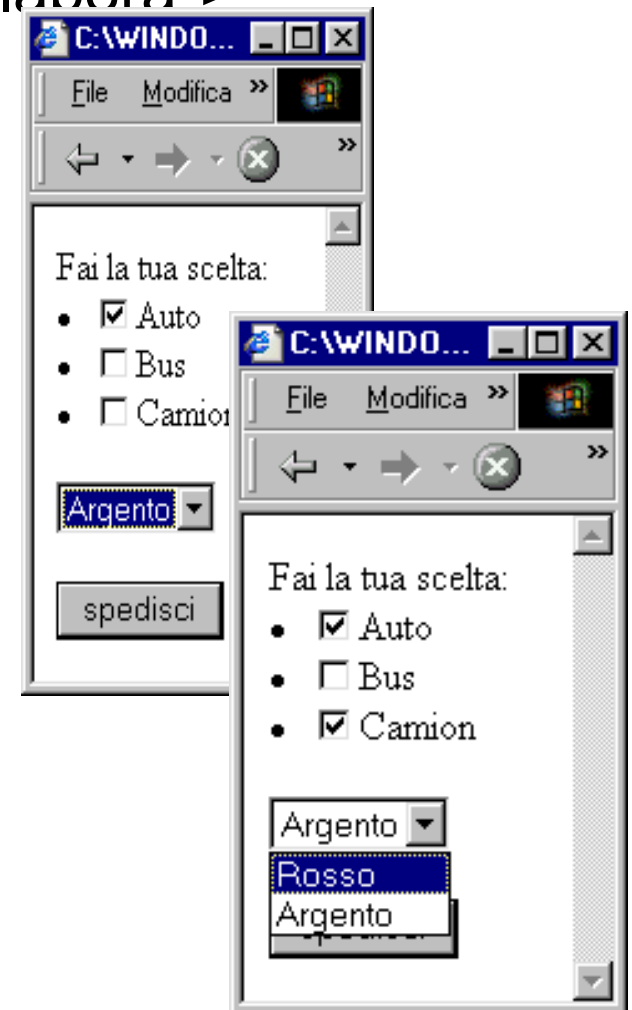 C:\WINDO...
File Modifica »
»
Fai la tua scelta:
Auto
Bus
Argento
spedisci
C:\WINDO...
File Modifica »
»
Fai la tua scelta:
Auto
Bus
Camion
Argento
Rosso
Argento